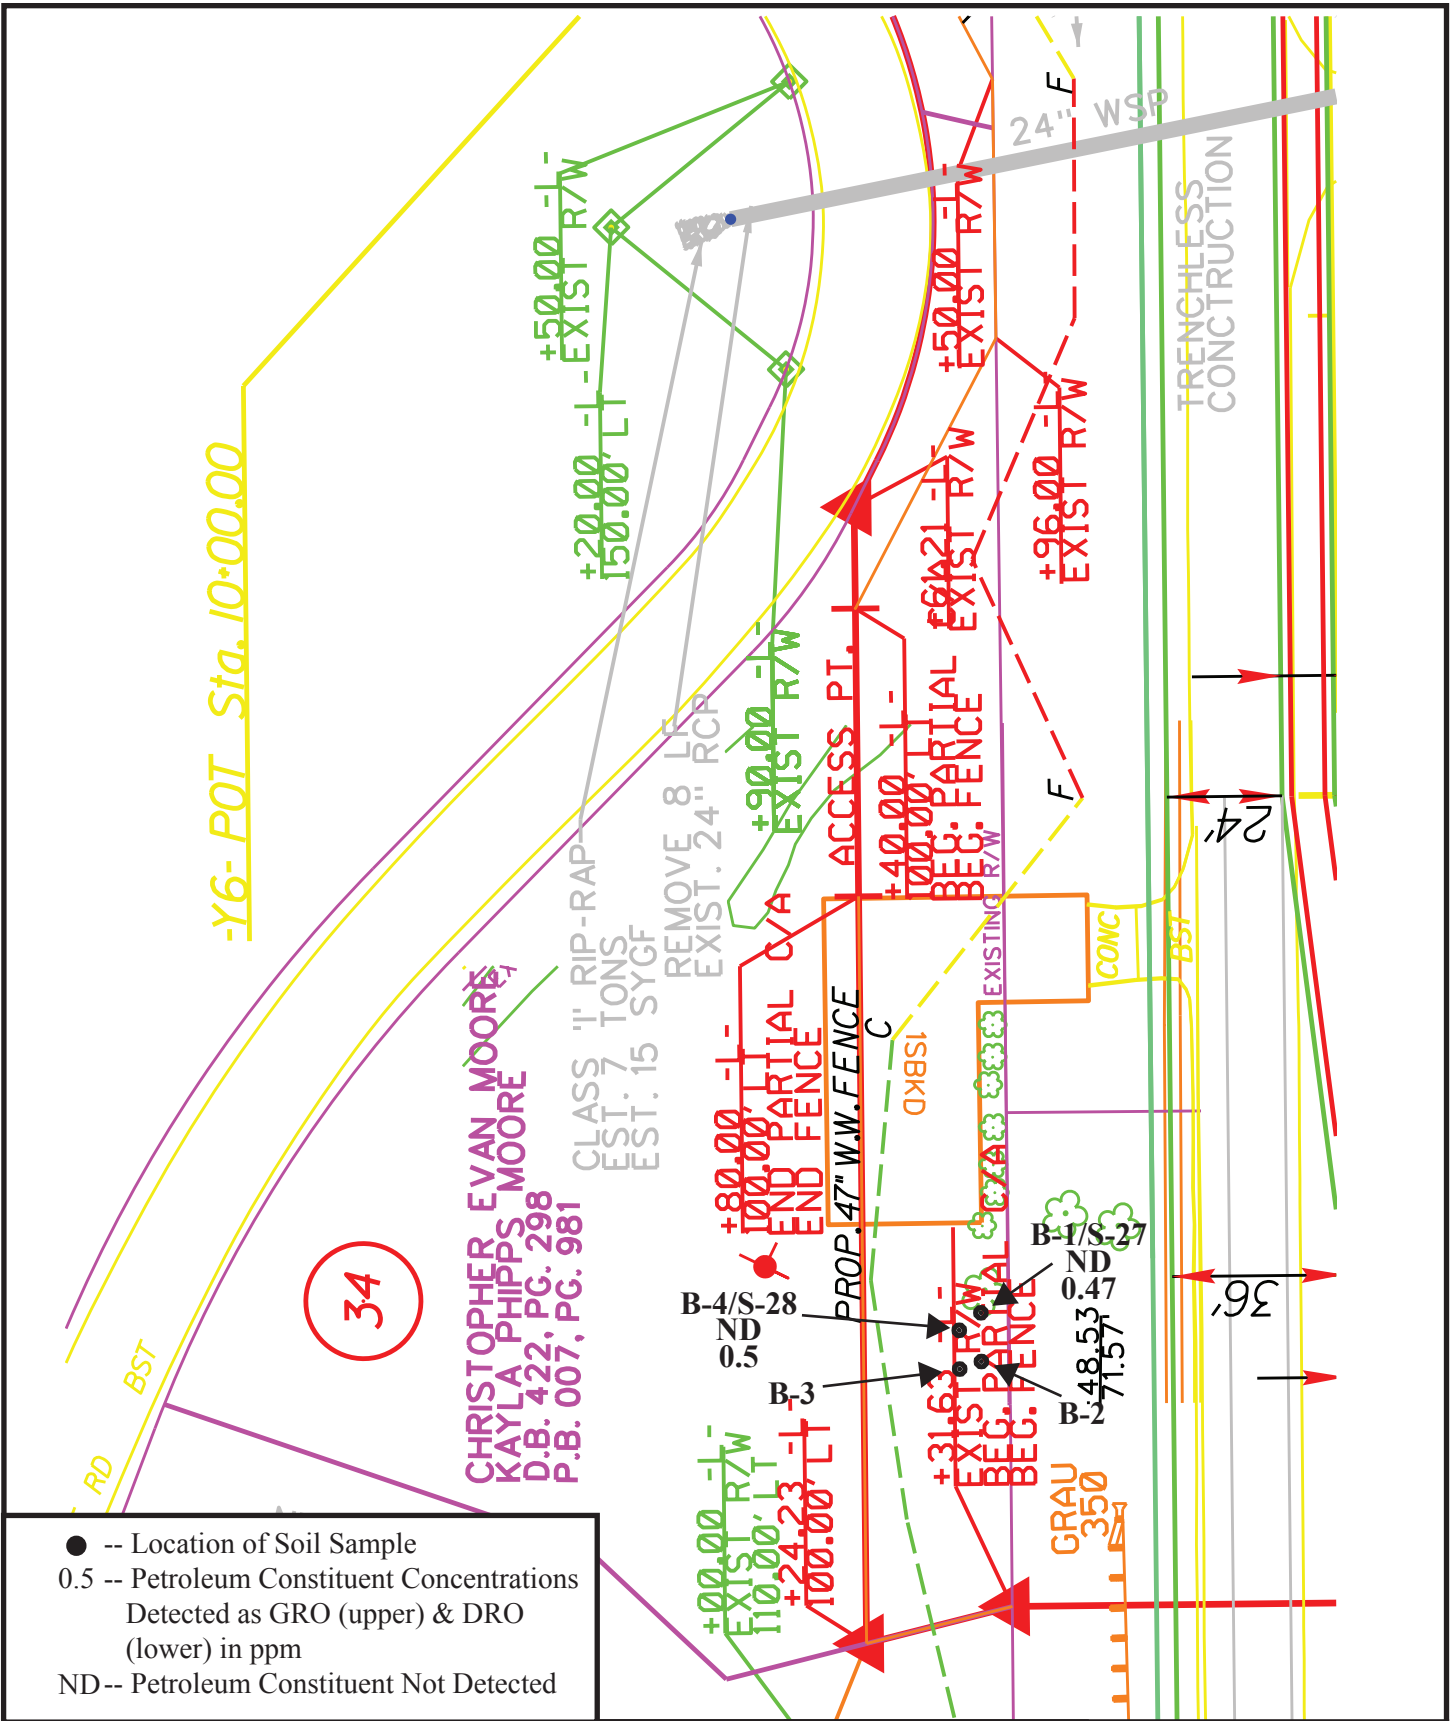 -Y6- POT Sta. 10+00.00
+50.00 -L-
EXIST R/W
+20.00 -L-
150.00' LT
+90.00 -L-
EXIST R/W
24" WSP
TRENCHLESS
CONCTRUCTION
+50.00 -L-
EXIST R/W
F
+96.00 -L-
EXIST R/W
EXIST R/W
ACCESS PT.
+40.00 -L-
100.00' LT
BEG. PARTIAL
BEG. FENCE
C/A
F
EXISTING R/W
24'
CLASS 'I' RIP-RAP
EST. 7 TONS
EST. 15 SYGF
REMOVE 8 LF
EXIST. 24" RCP
CONC
BST
+80.00 -L-
100.00' LT
END PARTIAL C/A
END FENCE
PROP. 47" W.W.FENCE
C
1SBKD
CHRISTOPHER EVAN MOORE
KAYLA PHIPPS MOORE
D.B. 422, PG. 298
P.B. 007, PG. 981
34
BST
RD
B-1/S-27
ND
0.47
B-4/S-28
ND
0.5
B-3
B-2
+31.63 -L-
EXIST R/W
BEG. PARTIAL C/A
BEG. FENCE
48.53
71.57'
36'
+00.00 -L-
EXIST R/W
110.00' LT
+24.23 -L-
100.00' LT
GRAU
350
-- Location of Soil Sample
0.5 -- Petroleum Constituent Concentrations
Detected as GRO (upper) & DRO
(lower) in ppm
ND -- Petroleum Constituent Not Detected